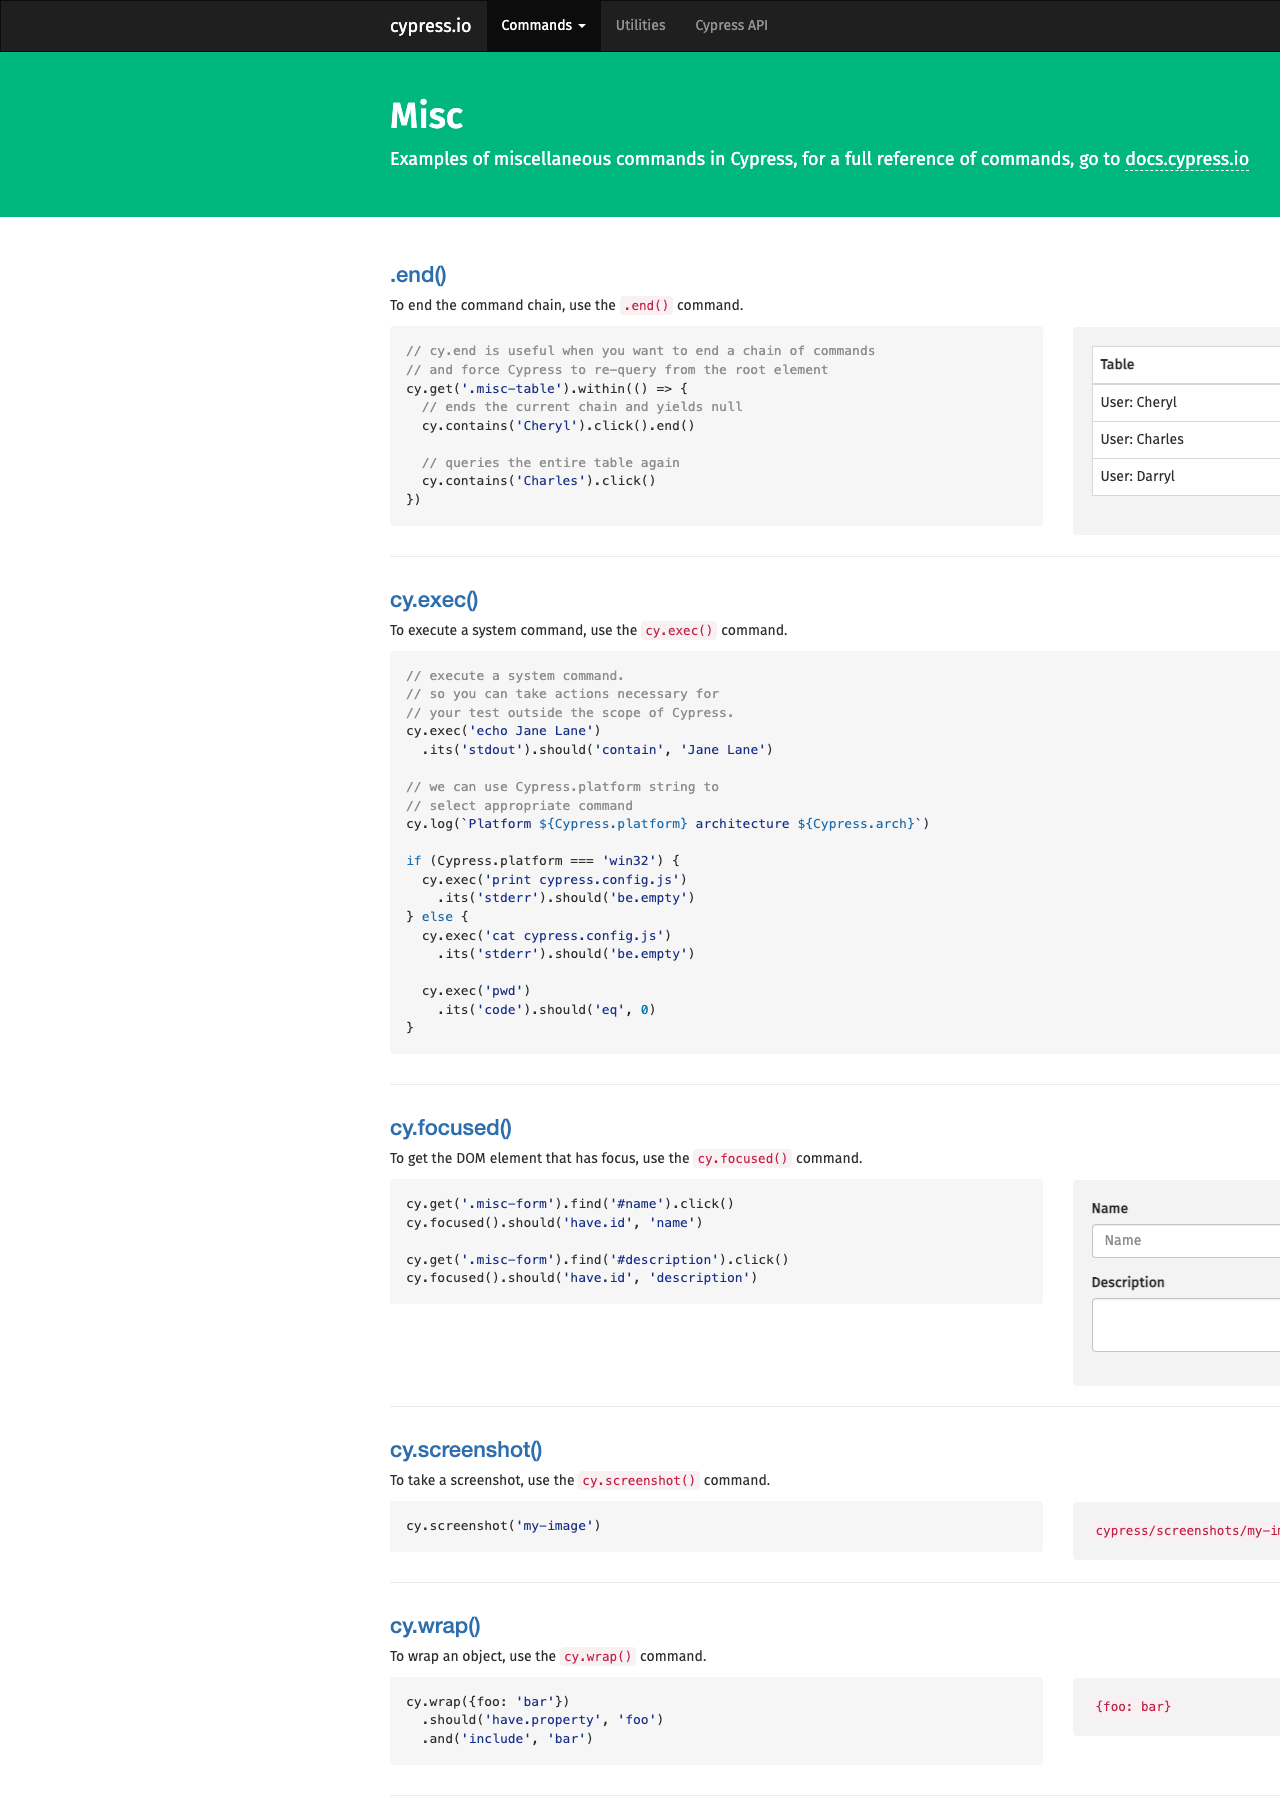 cypress.io Commands Utilities Cypress API
Misc
Examples of miscellaneous commands in Cypress, for a full reference of commands, go to docs.cypress.io
.end()
To end the command chain, use the .end() command.
// cy.end is useful when you want to end a chain of commands
// and force Cypress to re-query from the root element
cy.get('.misc-table').within(() => {
  // ends the current chain and yields null
  cy.contains('Cheryl').click().end()
  // queries the entire table again
  cy.contains('Charles').click()
})
Table
User: Cheryl
User: Charles
User: Darryl
cy.exec()
To execute a system command, use the cy.exec() command.
// execute a system command.
// so you can take actions necessary for
// your test outside the scope of Cypress.
cy.exec('echo Jane Lane')
  .its('stdout').should('contain', 'Jane Lane')
// we can use Cypress.platform string to
// select appropriate command
cy.log(`Platform ${Cypress.platform} architecture ${Cypress.arch}`)
if (Cypress.platform === 'win32') {
  cy.exec('print cypress.config.js')
    .its('stderr').should('be.empty')
} else {
  cy.exec('cat cypress.config.js')
    .its('stderr').should('be.empty')
  cy.exec('pwd')
    .its('code').should('eq', 0)
}
cy.focused()
To get the DOM element that has focus, use the cy.focused() command.
cy.get('.misc-form').find('#name').click()
cy.focused().should('have.id', 'name')
cy.get('.misc-form').find('#description').click()
cy.focused().should('have.id', 'description')
Name
Name
Description
cy.screenshot()
To take a screenshot, use the cy.screenshot() command.
cy.screenshot('my-image')
cypress/screenshots/my-i
cy.wrap()
To wrap an object, use the cy.wrap() command.
cy.wrap({foo: 'bar'})
  .should('have.property', 'foo')
  .and('include', 'bar')
{foo: bar}